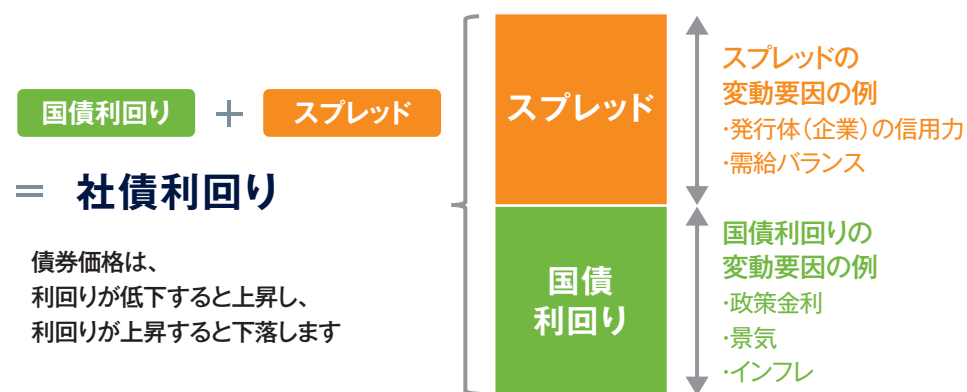 国債利回り + スプレッド
= 社債利回り
債券価格は、
利回りが低下すると上昇し、
利回りが上昇すると下落します
スプレッド
国債
利回り
スプレッドの
変動要因の例
·発行体(企業)の信用力
·需給バランス
国債利回りの
変動要因の例
·政策金利
·景気
·インフレ